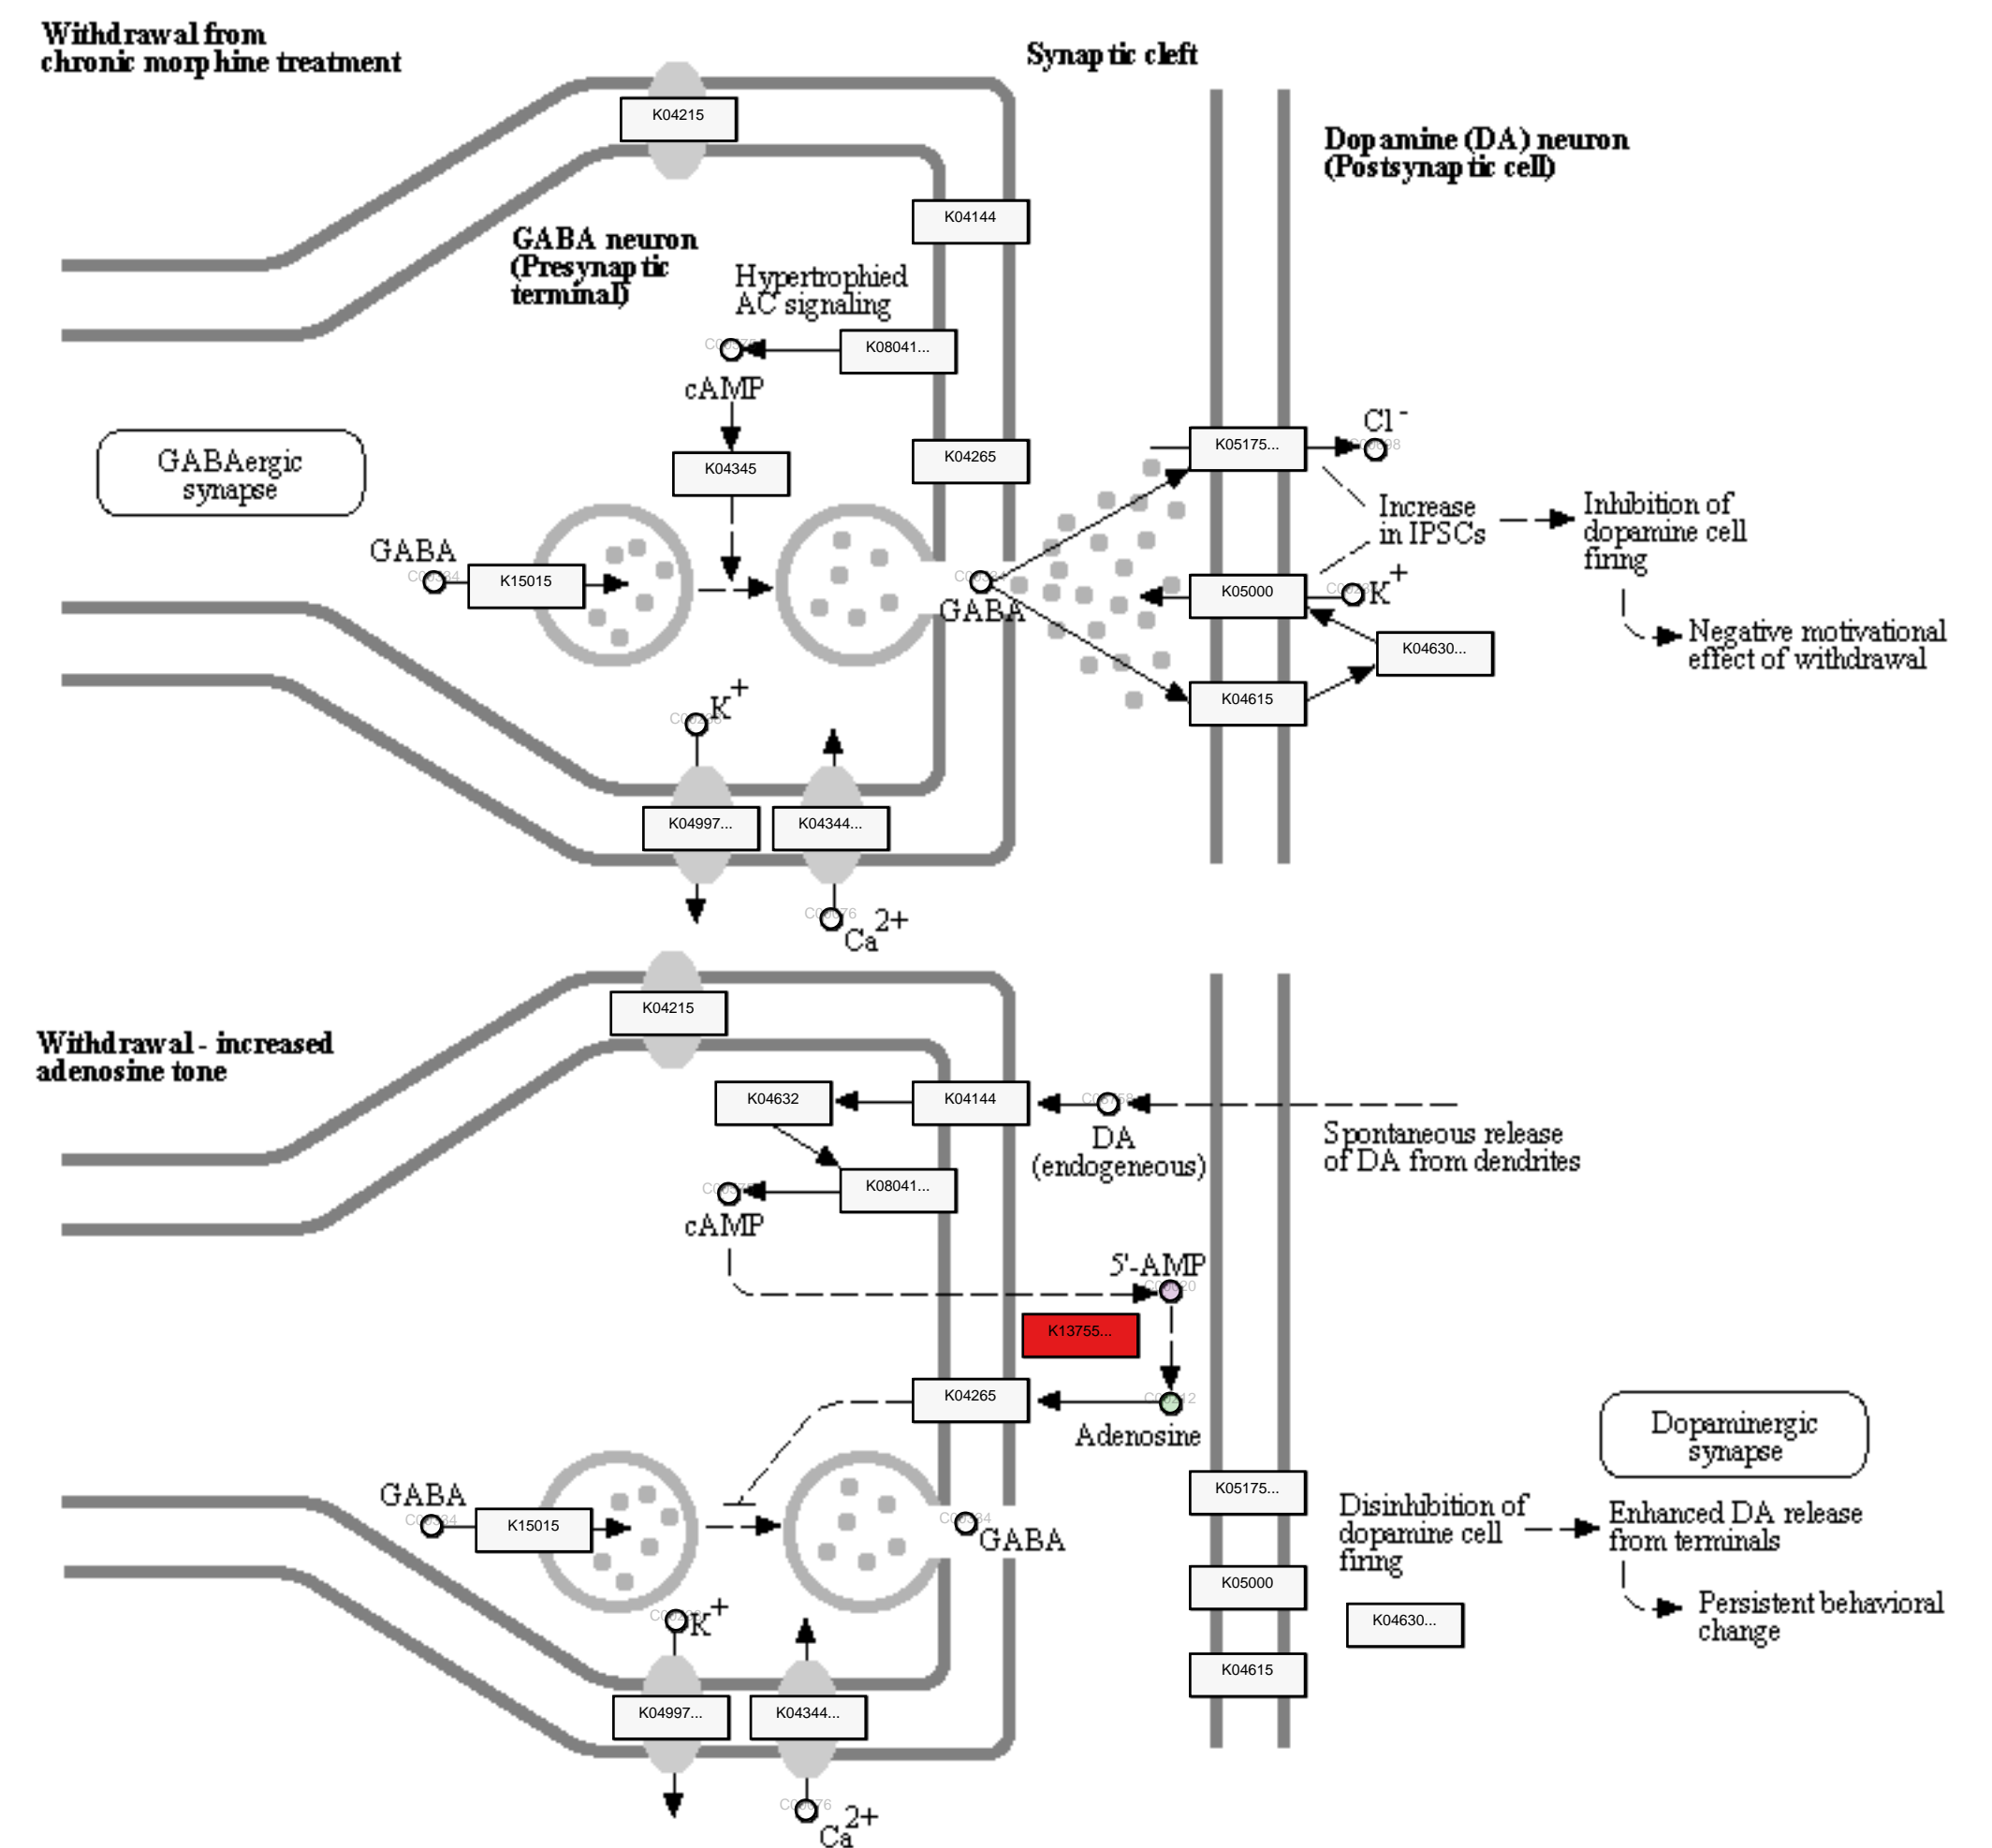 Withdrawal from
chronic morphine treatment
Synaptic cleft
K04215
Dopamine (DA) neuron
(Postsynaptic cell)
K04144
GABA neuron
(Presynaptic
terminal)
Hypertrophied
AC signaling
K08041...
cAMP
Cl -
K05175...
GABAergic
synapse
K04265
K04345
Increase
in IPSCs
Inhibition of
dopamine cell
firing
GABA
K15015
GABA
K05000
K +
K04630...
Negative motivational
effect of withdrawal
K04615
K +
K04997...
K04344...
Ca 2+
K04215
Withdrawal - increased
adenosine tone
K04632
K04144
DA
(endogeneous)
Spontaneous release
of DA from dendrites
K08041...
cAMP
5'-AMP
K13755...
K04265
Adenosine
Dopaminergic
synapse
GABA
K15015
GABA
K05175...
Disinhibition of
dopamine cell
firing
Enhanced DA release
from terminals
K05000
K04630...
Persistent behavioral
change
K04615
K +
K04997...
K04344...
Ca 2+